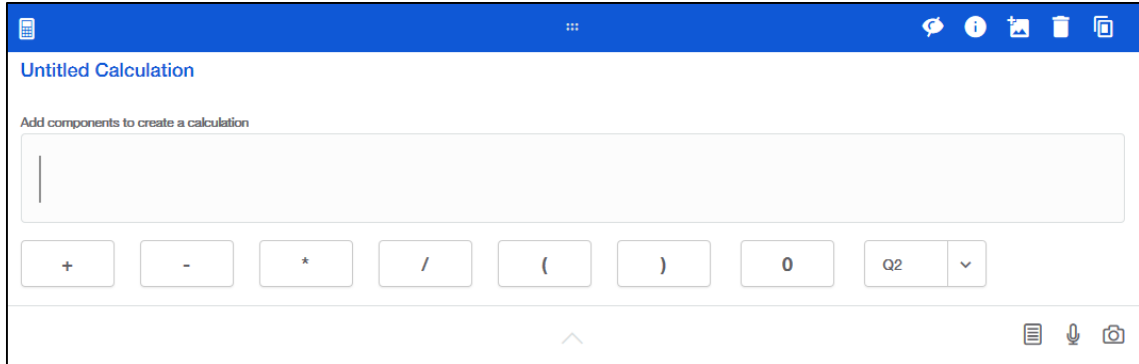 Untitled Calculation
Add components to create a calculation
+ - * / ( ) 0 Q2